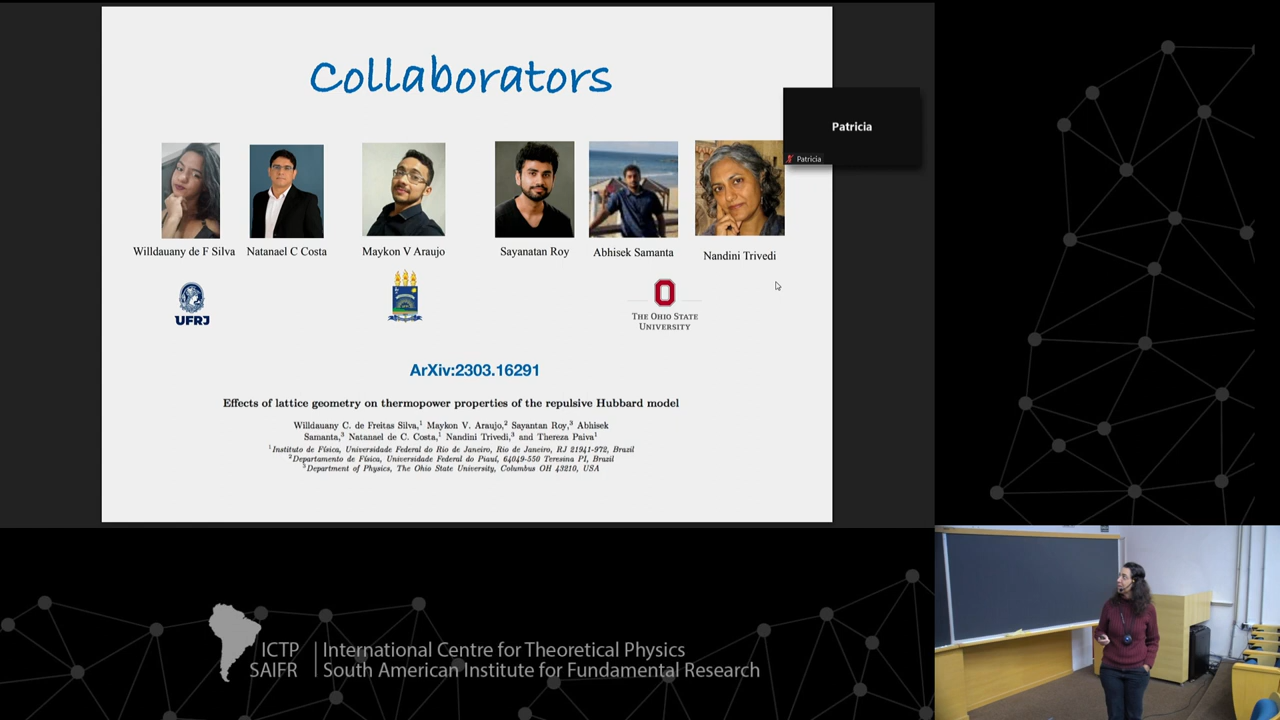 Collaborators
Patricia
Patricia
Willdauany de F Silva
Natanael C Costa
Maykon V Araujo
Sayanatan Roy
Abhisek Samanta
Nandini Trivedi
UFRJ
THE OHIO STATE
UNIVERSITY
ArXiv:2303.16291
Effects of lattice geometry on thermopower properties of the repulsive Hubbard model
Willdauany C. de Freitas Silva,1 Maykon V. Araujo,2 Sayantan Roy,3 Abhisek
Samanta,3 Natanael de C. Costa,1 Nandini Trivedi,3 and Thereza Paiva1
1Instituto de Física, Universidade Federal do Rio de Janeiro, Rio de Janeiro, RJ 21941-972, Brazil
2Departamento de Física, Universidade Federal do Piauí, 64049-550 Teresina PI, Brazil
3Department of Physics, The Ohio State University, Columbus OH 43210, USA
ICTP
SAIFR
International Centre for Theoretical Physics
South American Institute for Fundamental Research